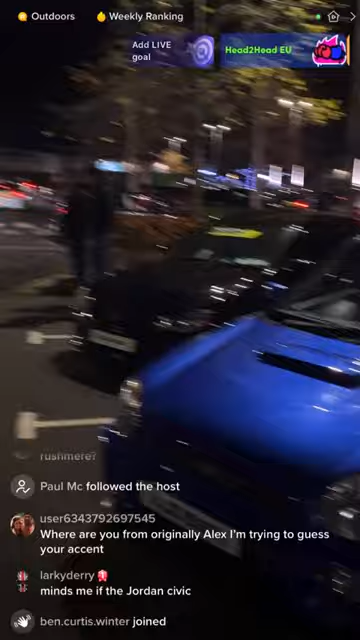 Outdoors
Weekly Ranking
Add LIVE
goal
Head2Head EU
rushmere?
Paul Mc followed the host
user6343792697545
Where are you from originally Alex I'm trying to guess
your accent
larkyderry
minds me if the Jordan civic
ben.curtis.winter joined